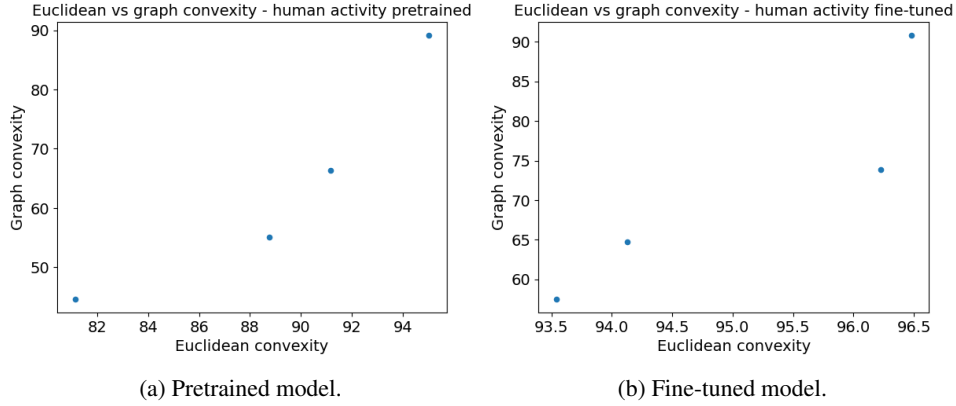 Euclidean vs graph convexity - human activity pretrained
90
80
70
60
50
Graph convexity
82 84 86 88 90 92 94
Euclidean convexity
(a) Pretrained model.
Euclidean vs graph convexity - human activity fine-tuned
90
85
80
75
70
65
60
Graph convexity
93.5 94.0 94.5 95.0 95.5 96.0 96.5
Euclidean convexity
(b) Fine-tuned model.